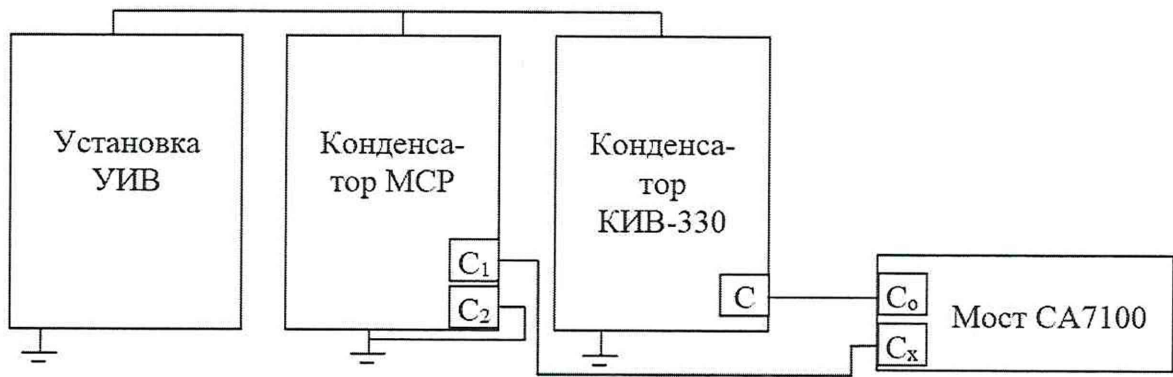 Установка
УИВ
Конденса-
тор МСР
C₁
C₂
Конденса-
тор
КИВ-330
C
Cₒ
Cₓ
Мост СА7100